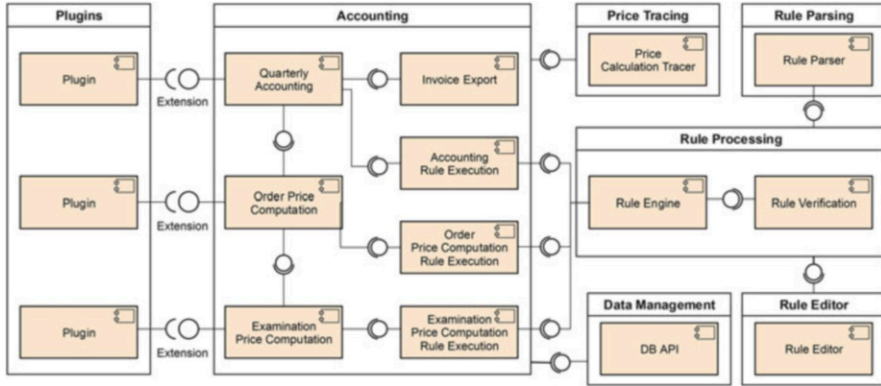 Plugins
Accounting
Price Tracing
Rule Parsing
Plugin
Extension
Quarterly
Accounting
Invoice Export
Price
Calculation Tracer
Rule Parser
Rule Processing
Accounting
Rule Execution
Plugin
Extension
Order Price
Computation
Rule Engine
Rule Verification
Order
Price Computation
Rule Execution
Data Management
Rule Editor
Plugin
Extension
Examination
Price Computation
Examination
Price Computation
Rule Execution
DB API
Rule Editor